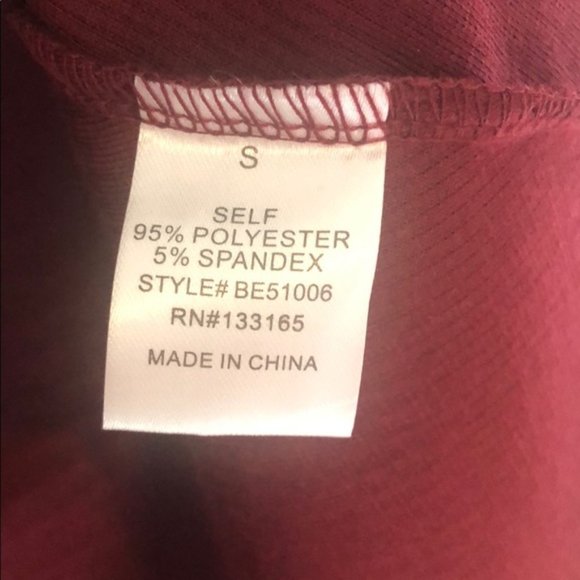 S
SELF
95% POLYESTER
5% SPANDEX
STYLE# BE51006
RN#133165
MADE IN CHINA